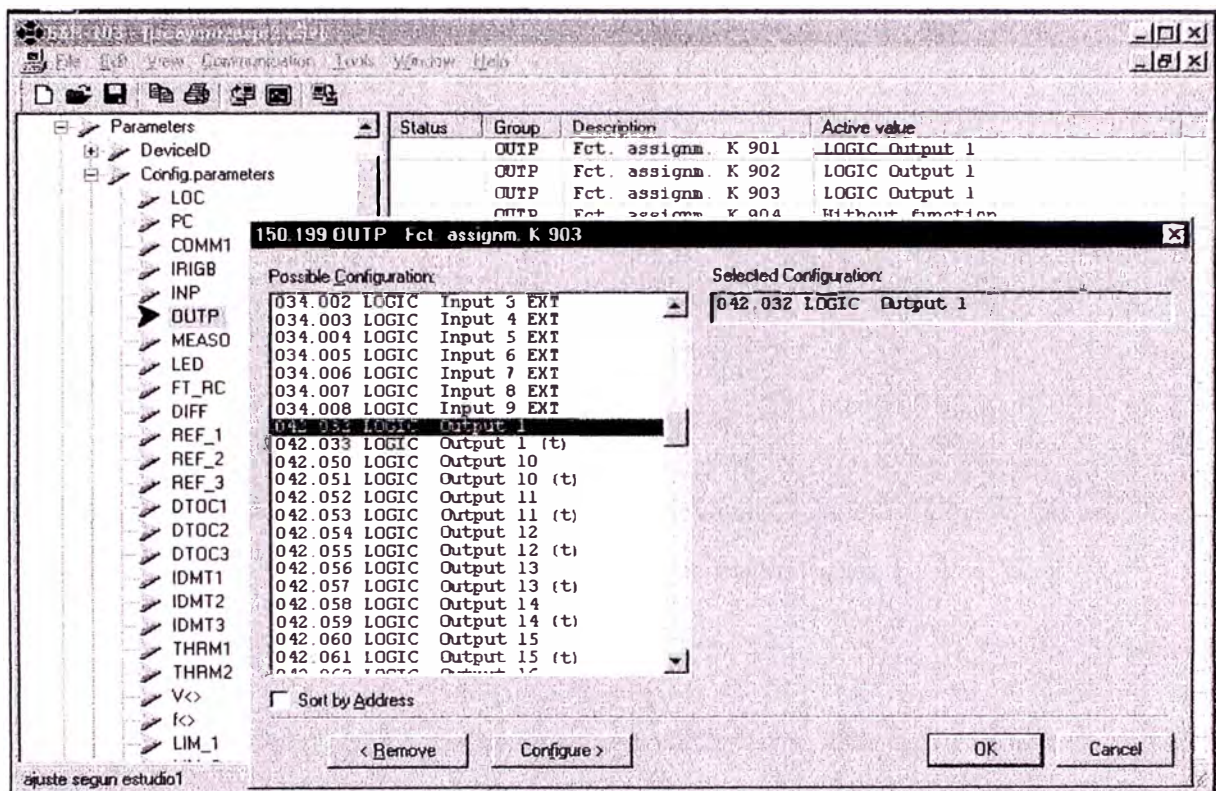 S&R-103 -
File Edit View Communication Tools Window Help
Parameters
DeviceID
Config.parameters
LOC
PC
COMM1
IRIGB
INP
OUTP
MEASO
LED
FT_RC
DIFF
REF_1
REF_2
REF_3
DTOC1
DTOC2
DTOC3
IDMT1
IDMT2
IDMT3
THRM1
THRM2
V<>
f<>
LIM_1
Status Group Description Active value
OUTP Fct. assignm. K 901 LOGIC Output 1
OUTP Fct. assignm. K 902 LOGIC Output 1
OUTP Fct. assignm. K 903 LOGIC Output 1
OUTP Fct. assignm. K 904 Without function
150.199 OUTP Fct. assignm. K 903
Possible Configuration:
034.002 LOGIC Input 3 EXT
034.003 LOGIC Input 4 EXT
034.004 LOGIC Input 5 EXT
034.005 LOGIC Input 6 EXT
034.006 LOGIC Input 7 EXT
034.007 LOGIC Input 8 EXT
034.008 LOGIC Input 9 EXT
LOGIC Output 1
042.033 LOGIC Output 1 (t)
042.050 LOGIC Output 10
042.051 LOGIC Output 10 (t)
042.052 LOGIC Output 11
042.053 LOGIC Output 11 (t)
042.054 LOGIC Output 12
042.055 LOGIC Output 12 (t)
042.056 LOGIC Output 13
042.057 LOGIC Output 13 (t)
042.058 LOGIC Output 14
042.059 LOGIC Output 14 (t)
042.060 LOGIC Output 15
042.061 LOGIC Output 15 (t)
Selected Configuration:
042.032 LOGIC Output 1
Sort by Address
< Remove
Configure >
OK
Cancel
ajuste segun estudio1